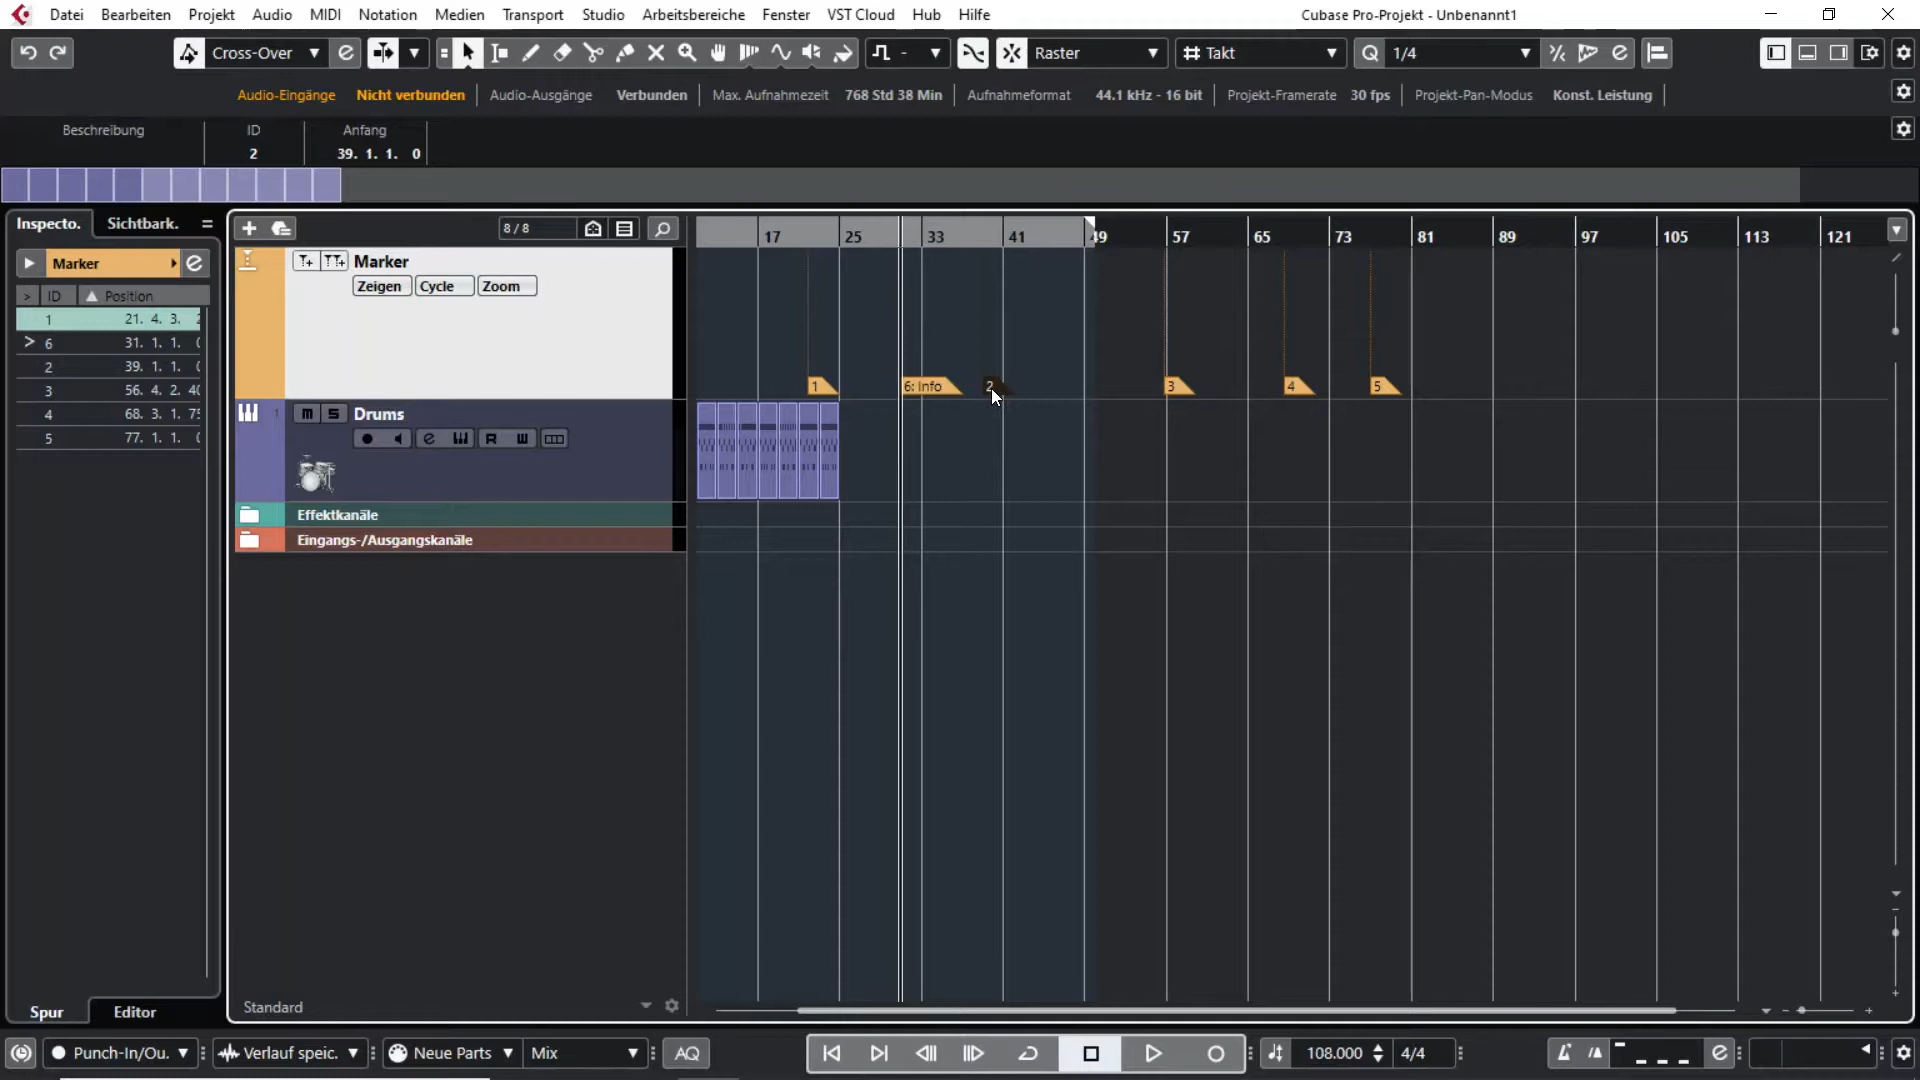 Datei Bearbeiten Projekt Audio MIDI Notation Medien Transport Studio Arbeitsbereiche Fenster VST Cloud Hub Hilfe Cubase Pro-Projekt - Unbenannt1
Cross-Over Raster Takt Q 1/4
Audio-Eingänge Nicht verbunden Audio-Ausgänge Verbunden Max. Aufnahmezeit 768 Std 38 Min Aufnahmeformat 44.1 kHz - 16 bit Projekt-Framerate 30 fps Projekt-Pan-Modus Konst. Leistung
Beschreibung ID Anfang
2 39. 1. 1. 0
Inspecto. Sichtbark. 8 / 8
17 25 33 41 49 57 65 73 81 89 97 105 113 121
Marker Marker
Zeigen Cycle Zoom
ID Position
1 21. 4. 3.
6 31. 1. 1.
2 39. 1. 1.
3 56. 4. 2. 40
4 68. 3. 1. 75
5 77. 1. 1.
1 6: Info 2 3 4 5
1 m S Drums
R W
Effektkanäle
Eingangs-/Ausgangskanäle
Standard
Spur Editor
Punch-In/Ou. Verlauf speic. Neue Parts Mix AQ 108.000 4/4